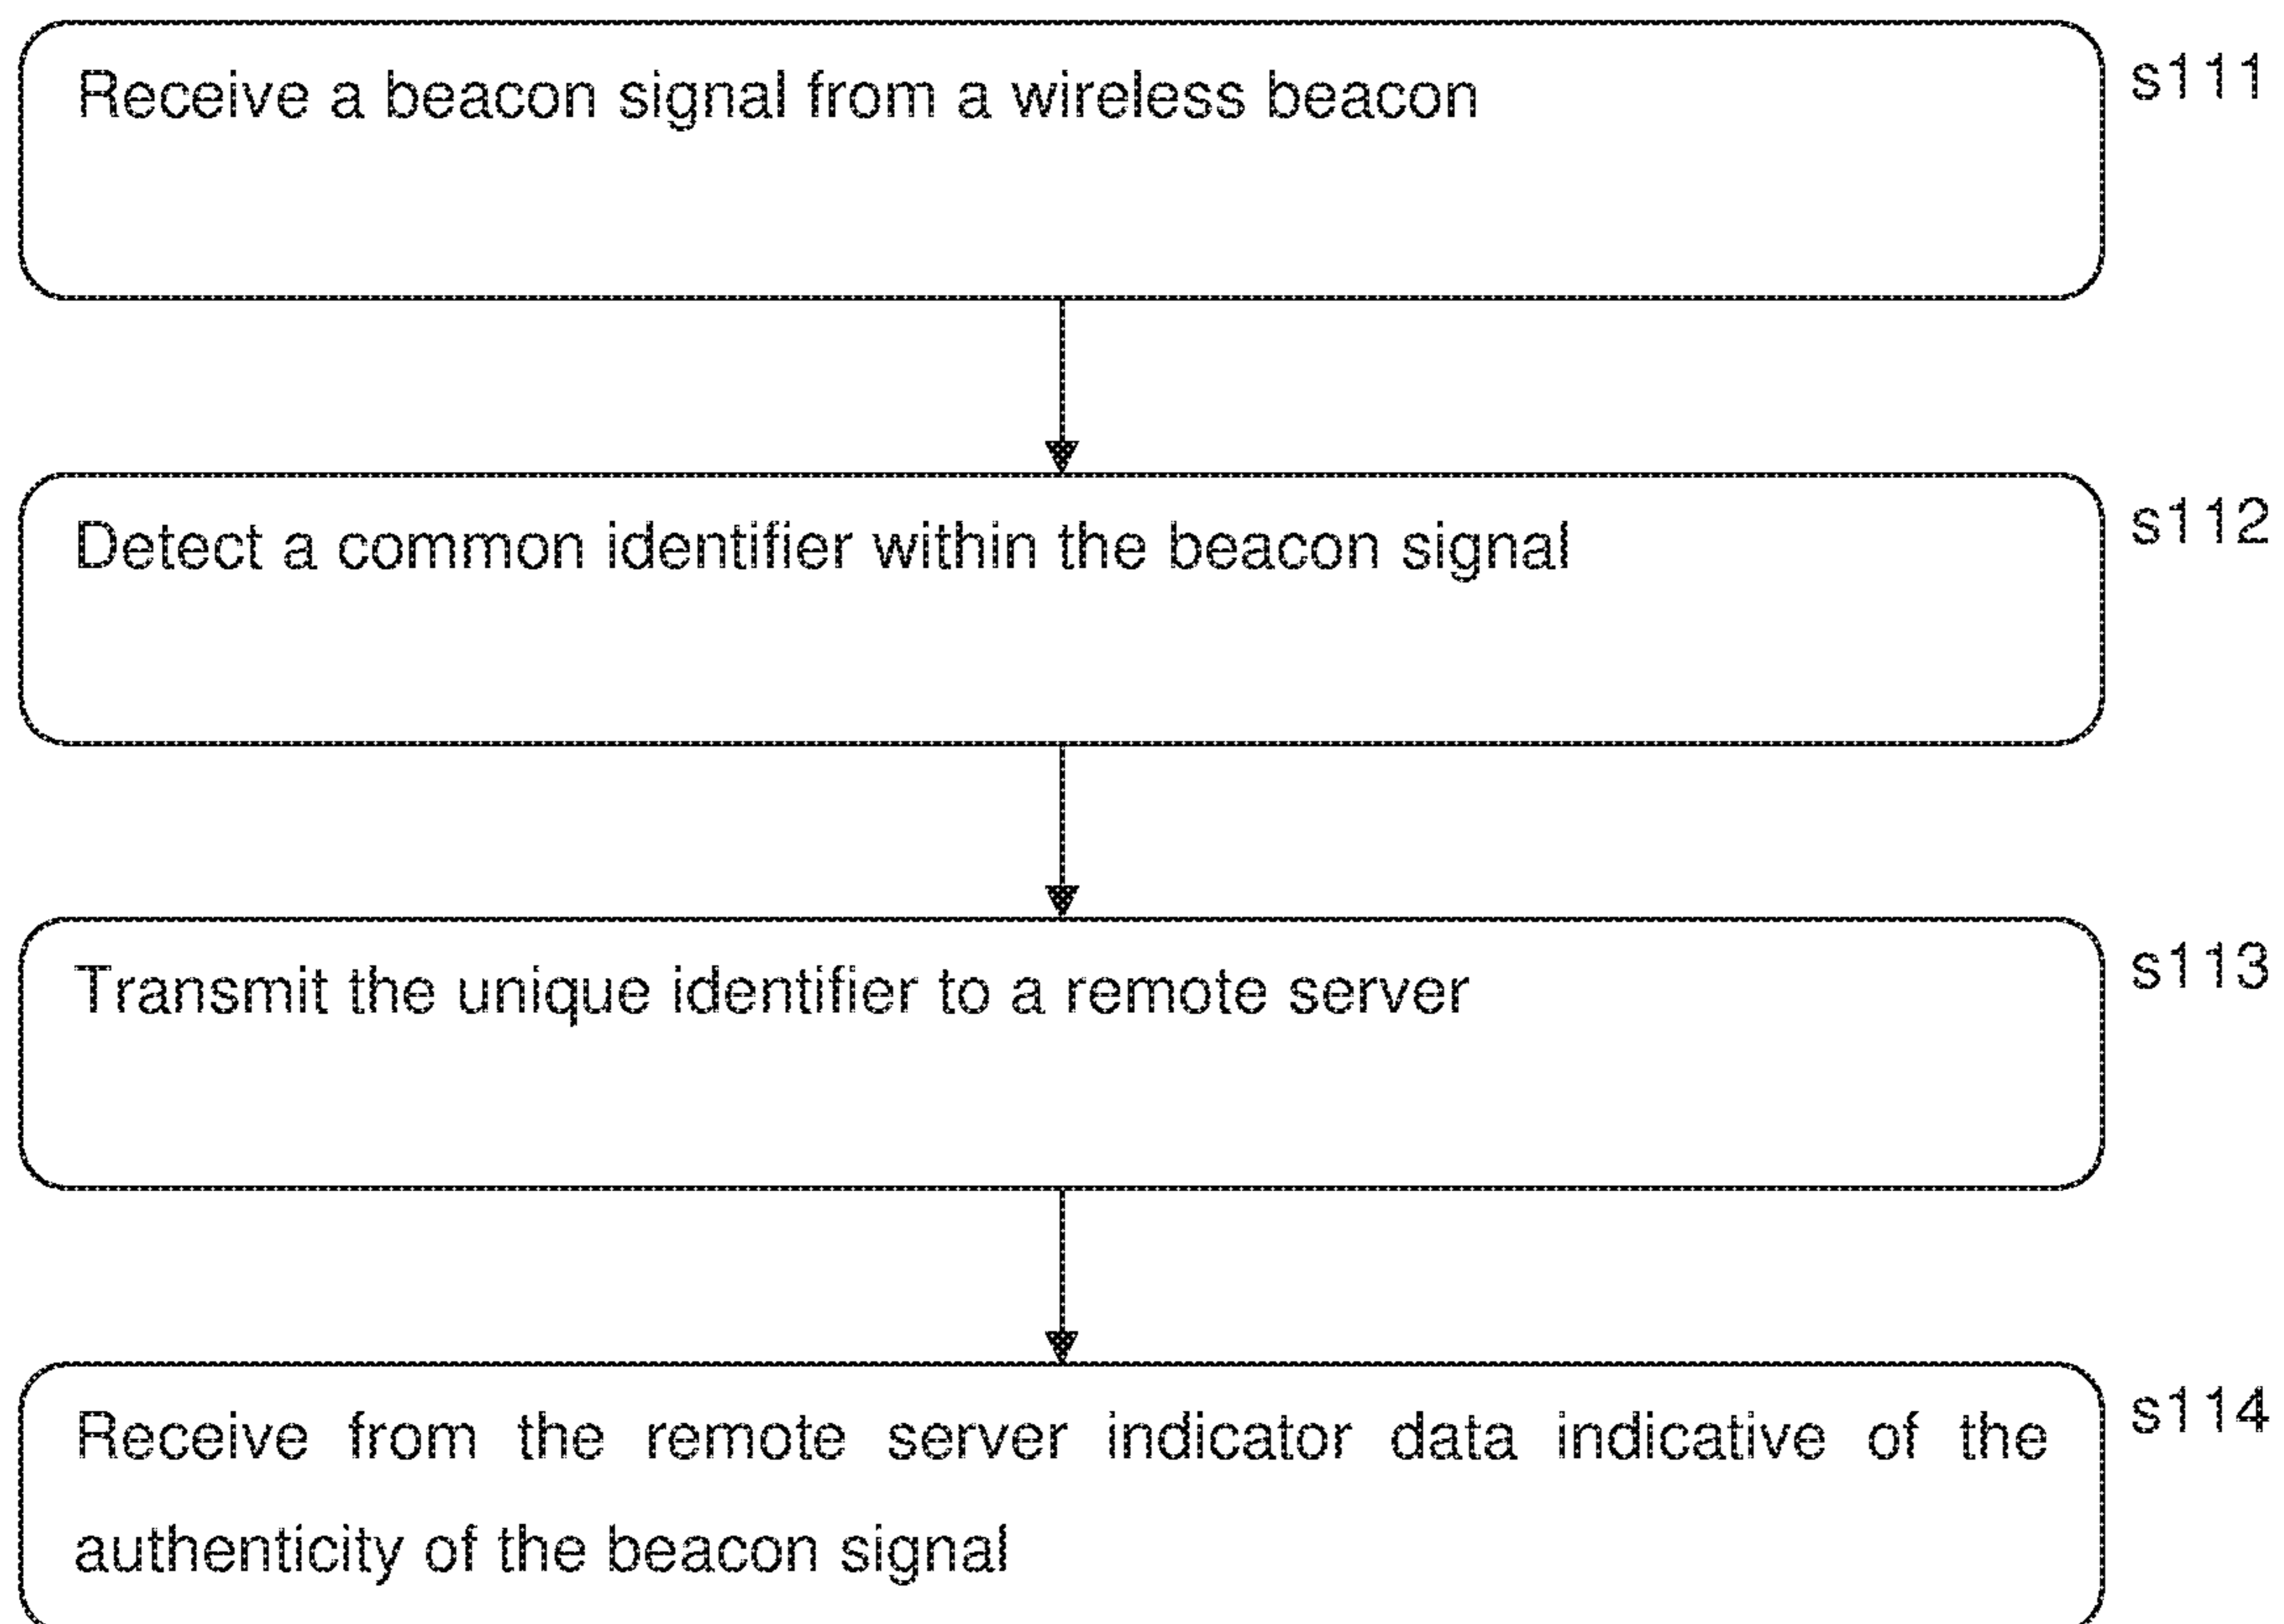 Receive a beacon signal from a wireless beacon
s111
Detect a common identifier within the beacon signal
s112
Transmit the unique identifier to a remote server
s113
Receive from the remote server indicator data indicative of the
authenticity of the beacon signal
s114